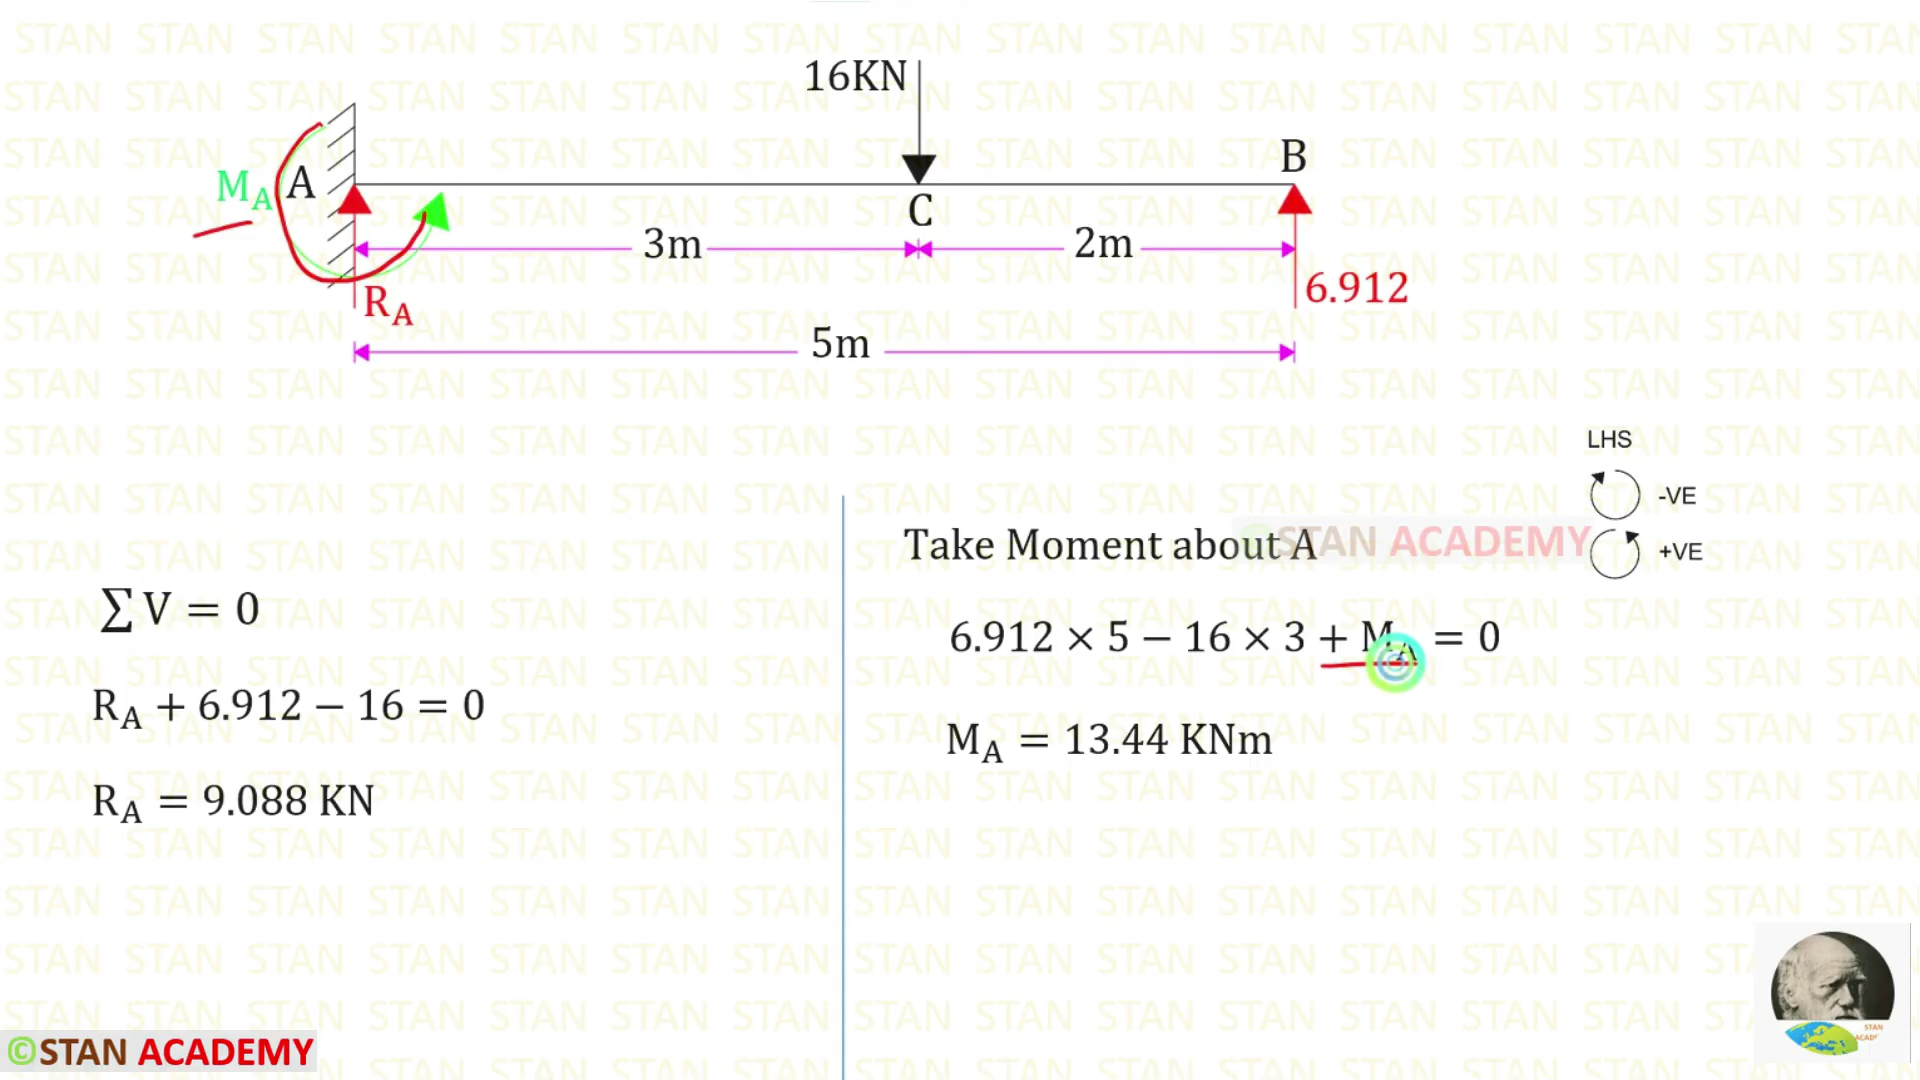 16KN
B
M_A A
C
3m
2m
R_A
6.912
5m
LHS
-VE
+VE
Take Moment about A
©STAN ACADEMY
∑ V = 0
6.912 × 5 − 16 × 3 + M_A = 0
R_A + 6.912 − 16 = 0
M_A = 13.44 KNm
R_A = 9.088 KN
STAN
ACADEMY
©STAN ACADEMY